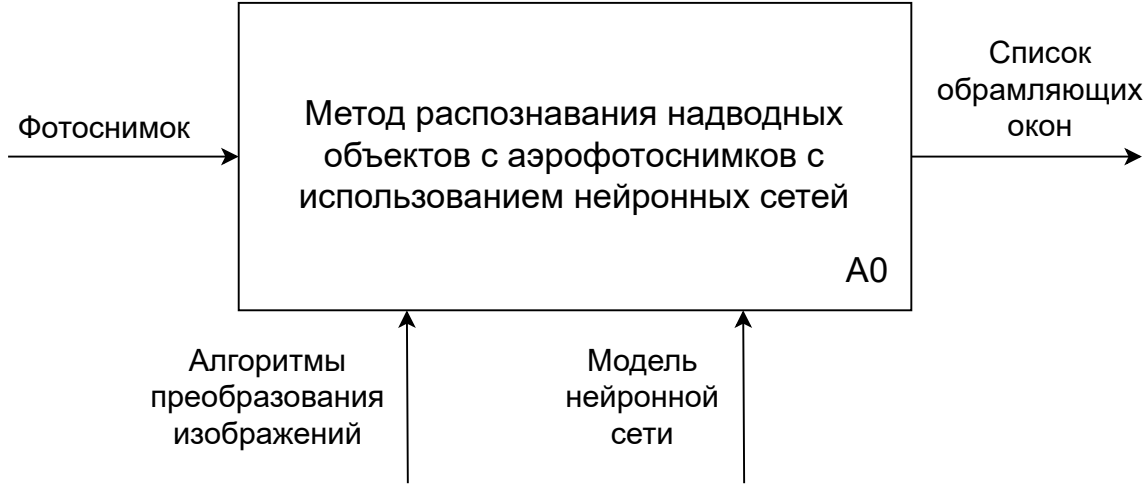 Фотоснимок
Метод распознавания надводных
объектов с аэрофотоснимков с
использованием нейронных сетей
A0
Список
обрамляющих
окон
Алгоритмы
преобразования
изображений
Модель
нейронной
сети